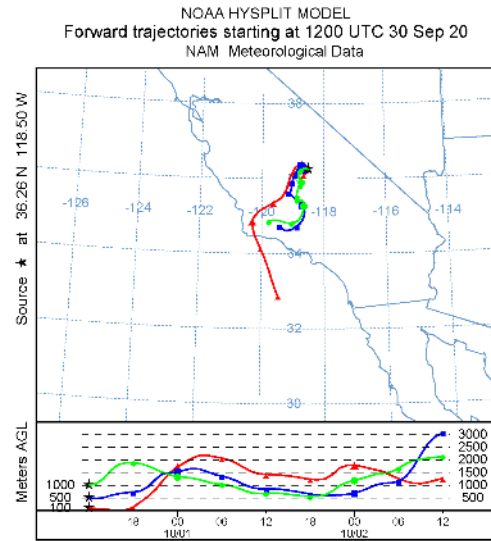 NOAA HYSPLIT MODEL
Forward trajectories starting at 1200 UTC 30 Sep 20
NAM Meteorological Data
Source ★ at 36.26 N 118.50 W
38
-126 -124 -122 -120 -118 -116 -114
34
32
30
Meters AGL
3000
2500
2000
1500
1000 1000
500 500
100
18 00 06 12 18 00 06 12
10/01 10/02